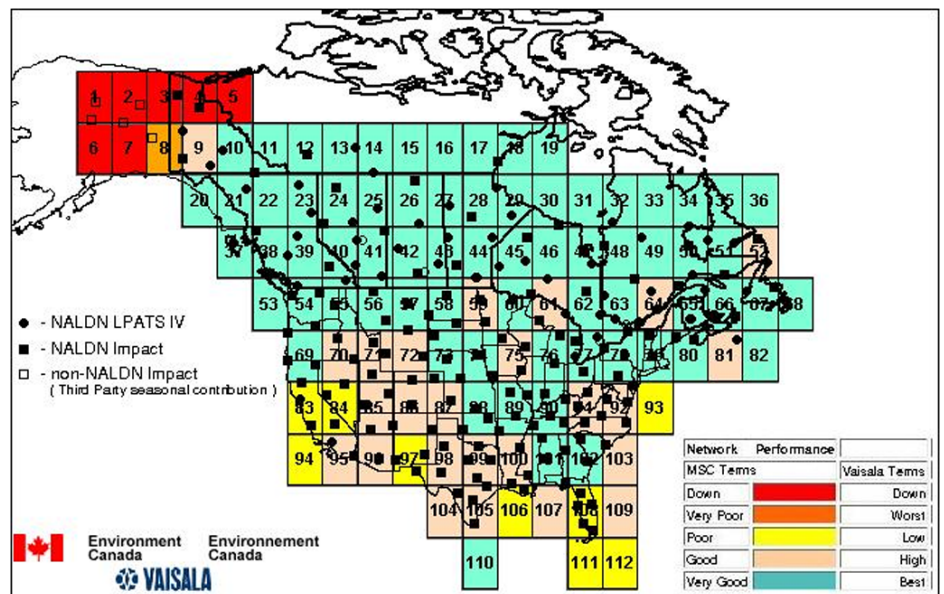 1 2 3 4 5
6 7 8 9 10 11 12 13 14 15 16 17 18 19
20 21 22 23 24 25 26 27 28 29 30 31 32 33 34 35 36
37 38 39 40 41 42 43 44 45 46 47 48 49 50 51 52
53 54 55 56 57 58 59 60 61 62 63 64 65 66 67 68
69 70 71 72 73 75 76 77 78 79 80 81 82
83 84 85 86 87 88 89 90 91 92 93
94 95 96 97 98 99 100 101 102 103
104 105 106 107 108 109
110 111 112
- NALDN LPATS IV
- NALDN Impact
- non-NALDN Impact
( Third Party seasonal contribution )
Environment Environnement
Canada Canada
VAISALA
Network Performance
MSC Terms Vaisala Terms
Down Down
Very Poor Worst
Poor Low
Good High
Very Good Best